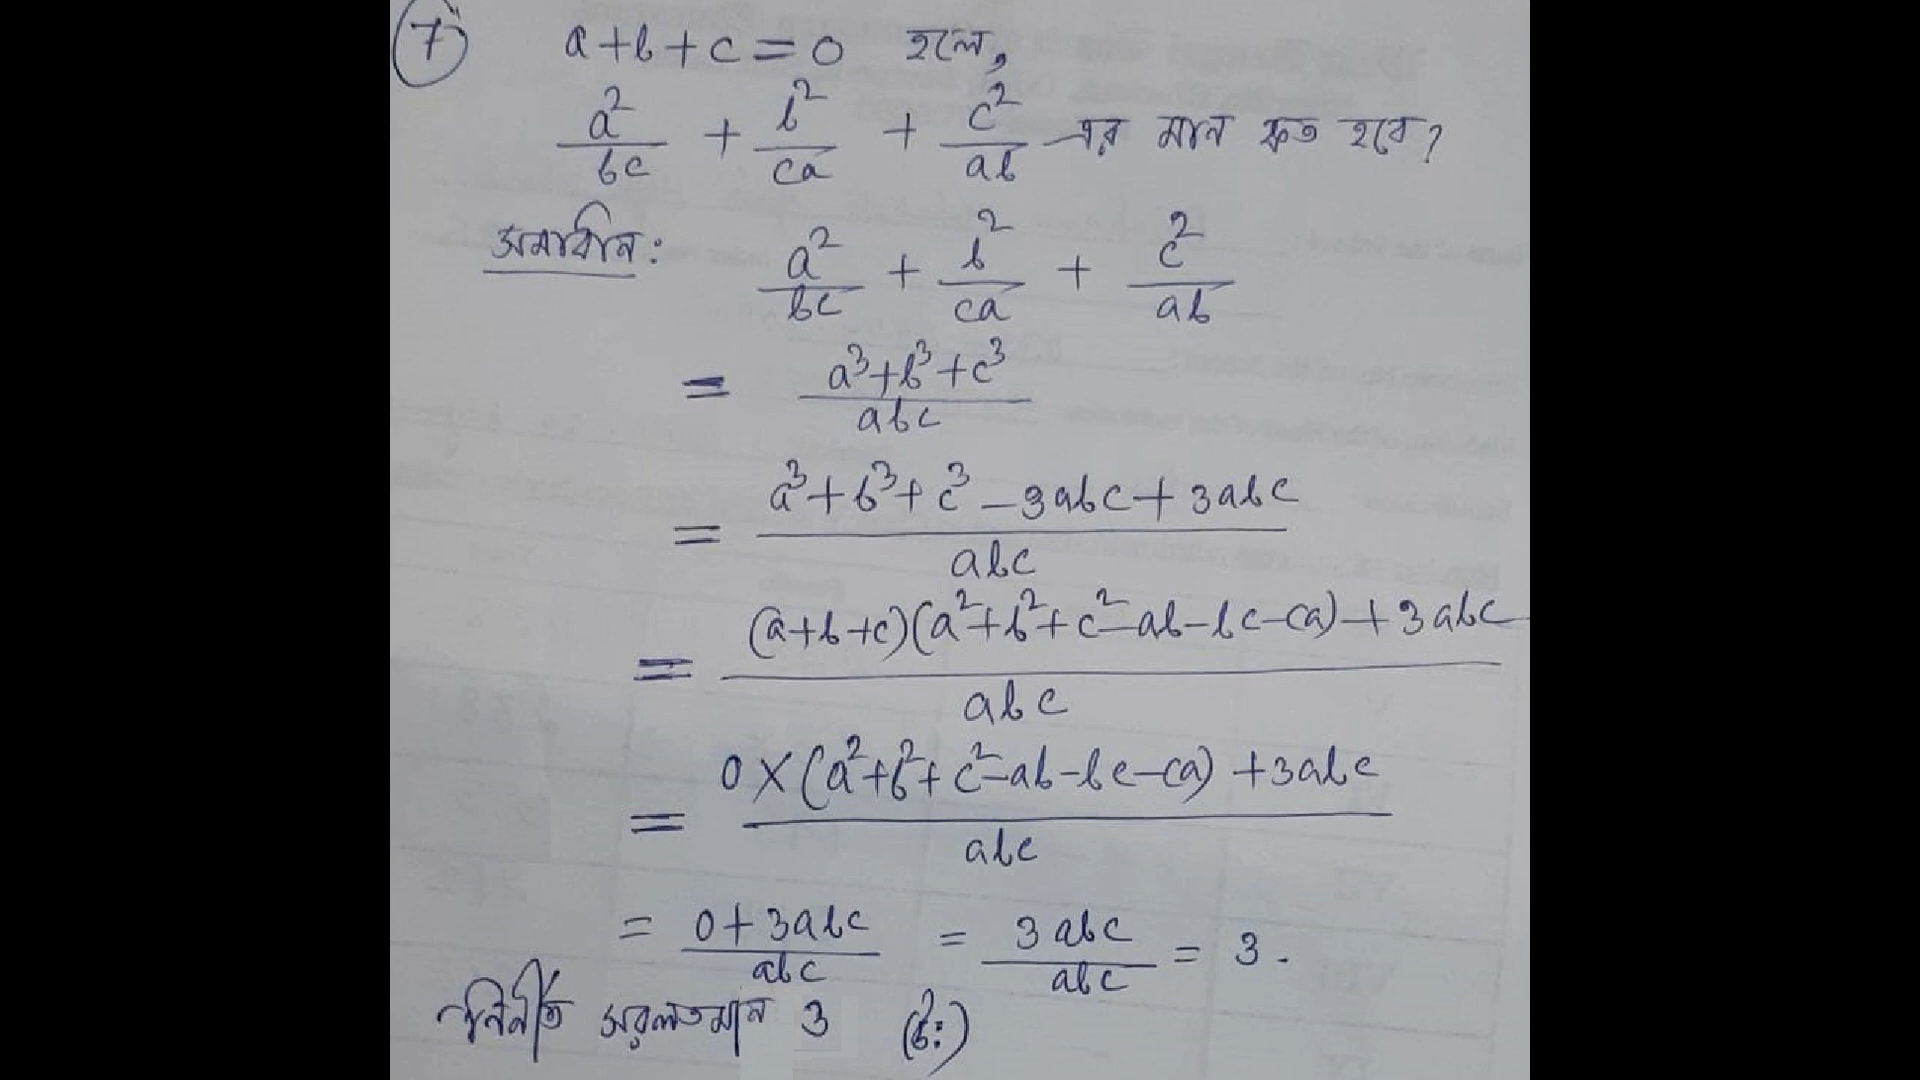 7 a+b+c=0 হলে,
a²/bc + b²/ca + c²/ab এর মান কত হবে?
সমাধান: a²/bc + b²/ca + c²/ab
= a³+b³+c³/abc
= a³+b³+c³-3abc+3abc/abc
= (a+b+c)(a²+b²+c²-ab-bc-ca)+3abc/abc
= 0×(a²+b²+c²-ab-bc-ca)+3abc/abc
= 0+3abc/abc = 3abc/abc = 3.
নির্ণীত সরলতমান 3 (উঃ)